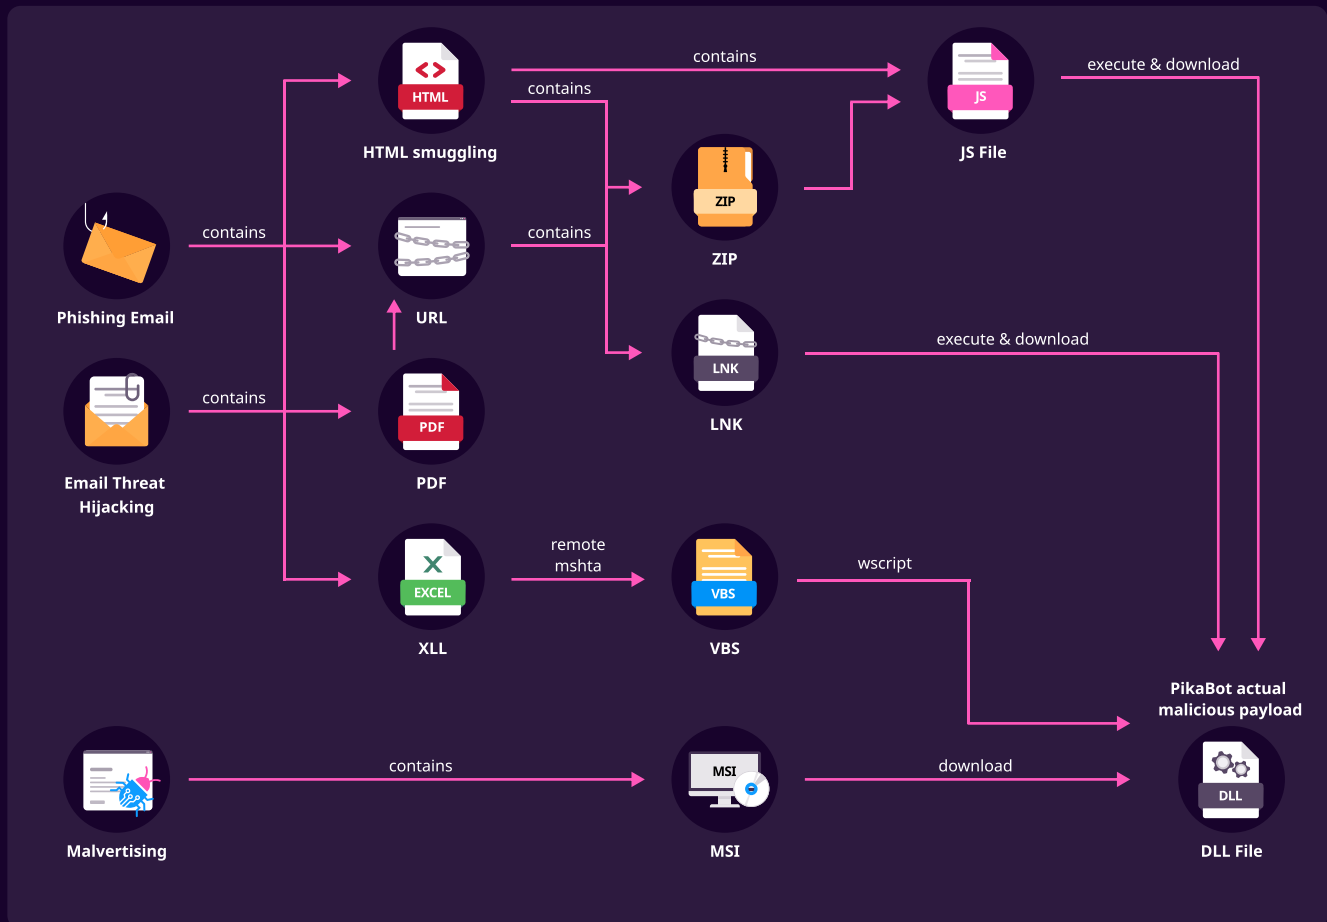 contains
execute & download
HTML
contains
JS
HTML smuggling
JS File
ZIP
contains
contains
ZIP
Phishing Email
URL
execute & download
LNK
contains
PDF
LNK
Email Threat
Hijacking
PDF
remote
mshta
wscript
EXCEL
VBS
XLL
VBS
PikaBot actual
malicious payload
contains
MSI
download
DLL
Malvertising
MSI
DLL File